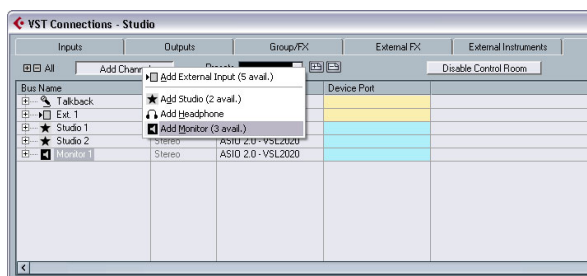 VST Connections - Studio
Inputs Outputs Group/FX External FX External Instruments
All Add Chann Disable Control Room
Add External Input (5 avail.)
Add Studio (2 avail.)
Add Headphone
Add Monitor (3 avail.)
Bus Name Device Port
Talkback
Ext. 1
Studio 1
Studio 2 Stereo ASIO 2.0 - VSL2020
Monitor 1 Stereo ASIO 2.0 - VSL2020